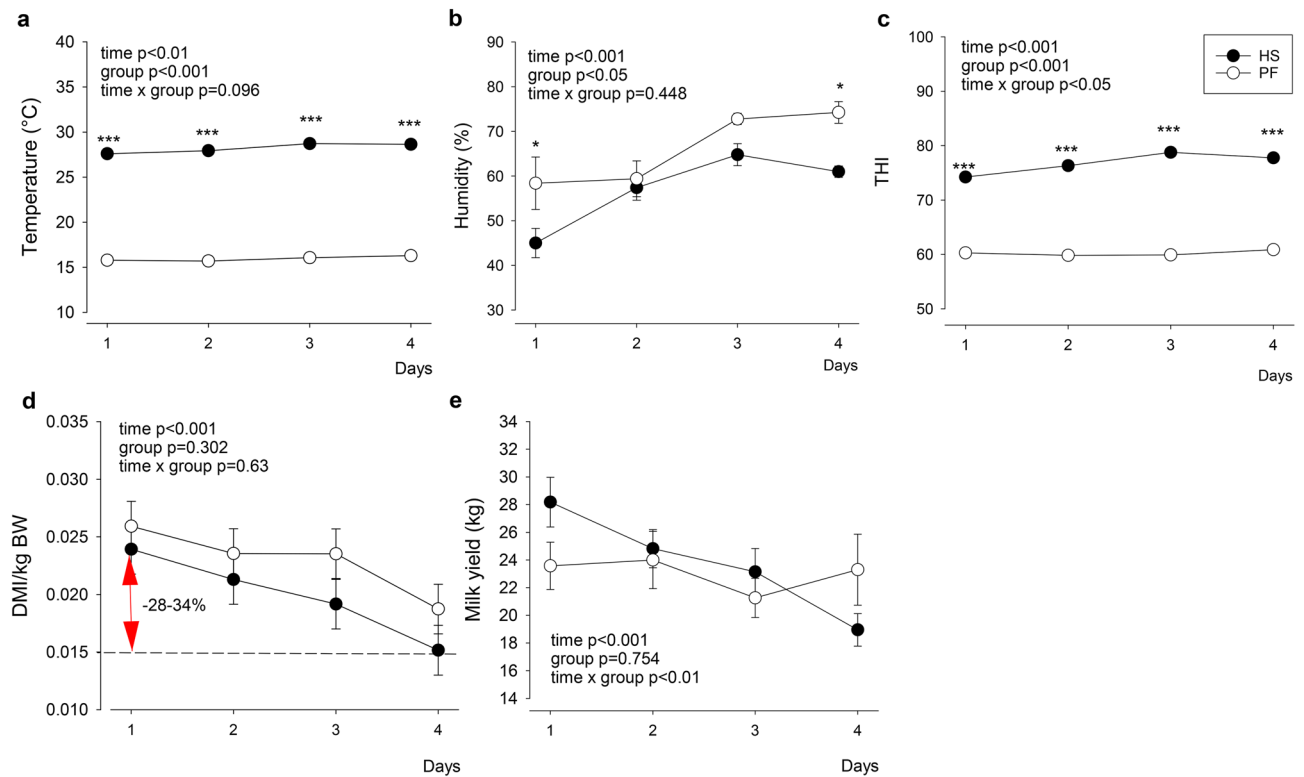 a
time p<0.01
group p<0.001
time x group p=0.096
Temperature (°C)
40
35
30
25
20
15
10
***
***
***
***
1 2 3 4
Days
b
time p<0.001
group p<0.05
time x group p=0.448
Humidity (%)
90
80
70
60
50
40
30
*
*
1 2 3 4
Days
c
time p<0.001
group p<0.001
time x group p<0.05
HS
PF
THI
100
90
80
70
60
50
***
***
***
***
1 2 3 4
Days
d
time p<0.001
group p=0.302
time x group p=0.63
DMI/kg BW
0.035
0.030
0.025
0.020
0.015
0.010
-28-34%
1 2 3 4
Days
e
Milk yield (kg)
34
32
30
28
26
24
22
20
18
16
14
time p<0.001
group p=0.754
time x group p<0.01
1 2 3 4
Days